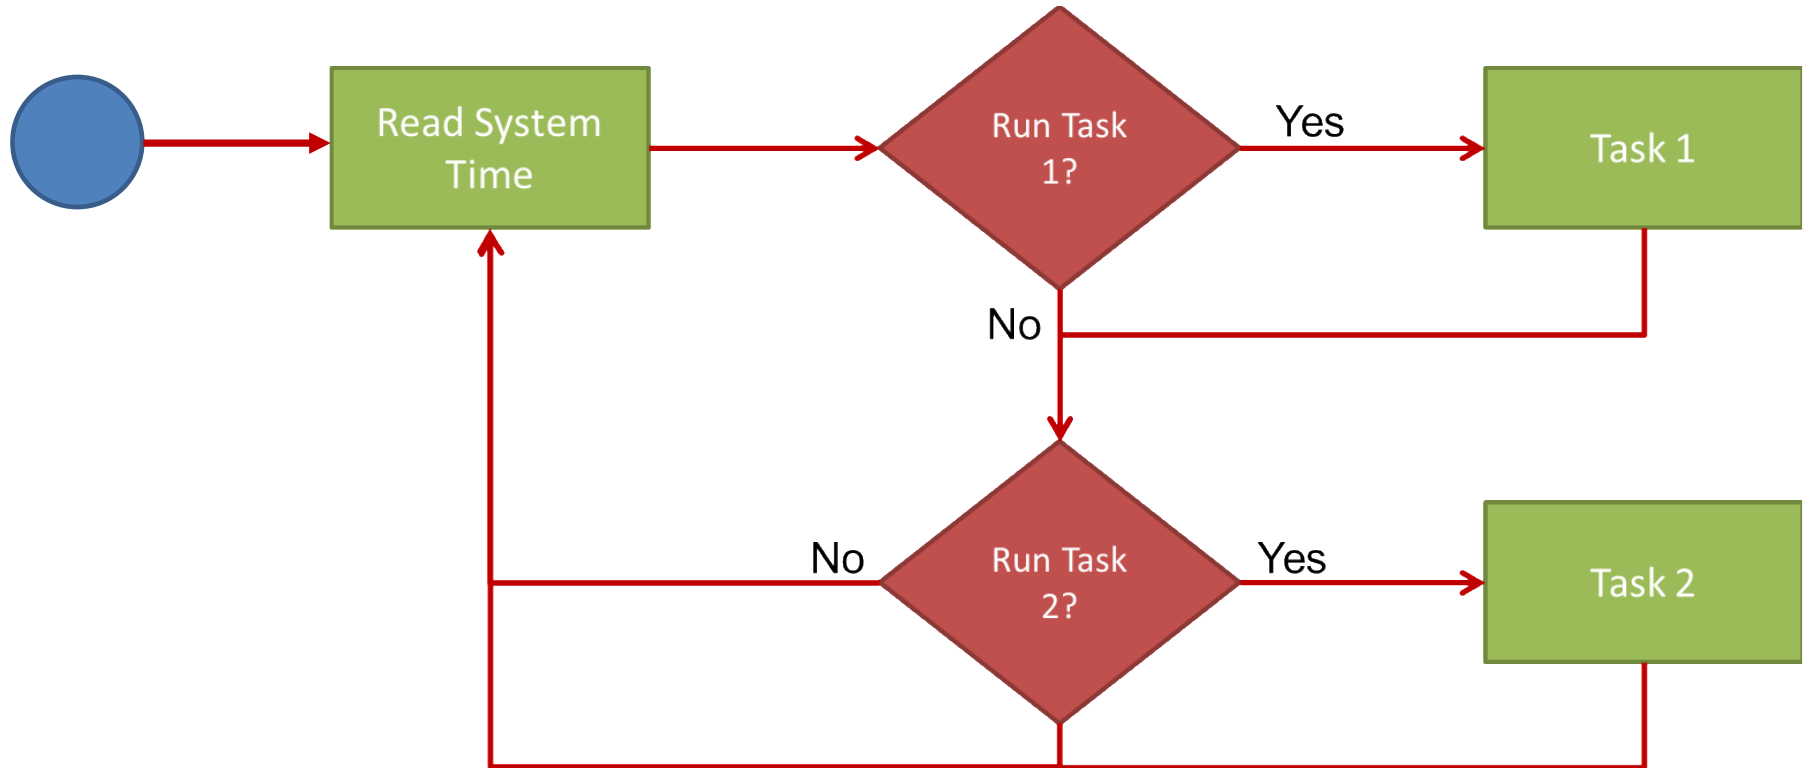 Read System
Time
Run Task
1?
Yes
Task 1
No
No
Run Task
2?
Yes
Task 2